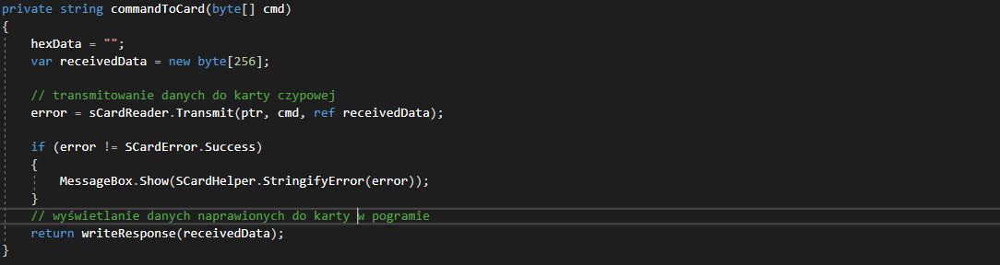 private string commandToCard(byte[] cmd)
{
hexData = "";
var receivedData = new byte[256];
// transmitowanie danych do karty czypowej
error = sCardReader.Transmit(ptr, cmd, ref receivedData);
if (error != SCardError.Success)
{
MessageBox.Show(SCardHelper.StringifyError(error));
}
// wyświetlanie danych naprawionych do karty w pogramie
return writeResponse(receivedData);
}